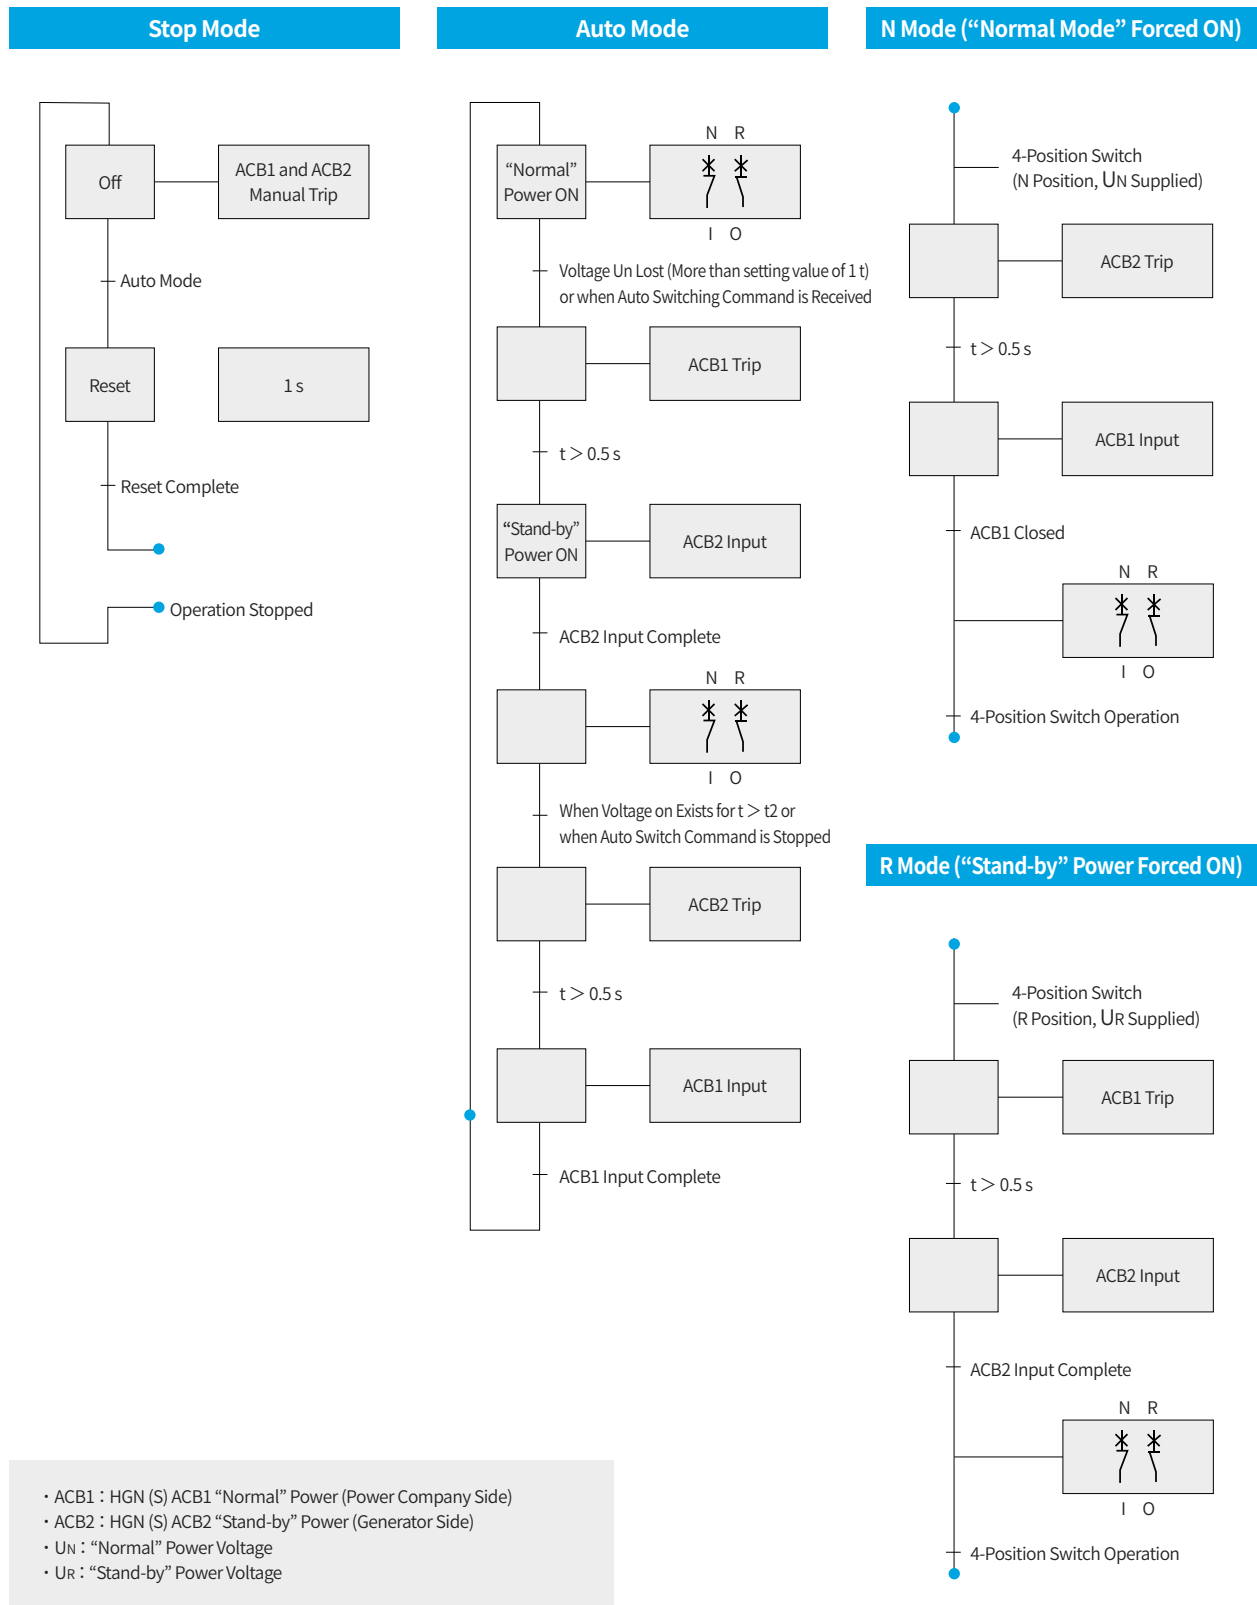 Stop Mode
Off
ACB1 and ACB2
Manual Trip
Auto Mode
Reset
1 s
Reset Complete
Operation Stopped
Auto Mode
"Normal"
Power ON
N R
I O
Voltage Un Lost (More than setting value of 1 t)
or when Auto Switching Command is Received
ACB1 Trip
t > 0.5 s
"Stand-by"
Power ON
ACB2 Input
ACB2 Input Complete
N R
I O
When Voltage on Exists for t > t2 or
when Auto Switch Command is Stopped
ACB2 Trip
t > 0.5 s
ACB1 Input
ACB1 Input Complete
N Mode ("Normal Mode" Forced ON)
4-Position Switch
(N Position, UN Supplied)
ACB2 Trip
t > 0.5 s
ACB1 Input
ACB1 Closed
N R
I O
4-Position Switch Operation
R Mode ("Stand-by" Power Forced ON)
4-Position Switch
(R Position, UR Supplied)
ACB1 Trip
t > 0.5 s
ACB2 Input
ACB2 Input Complete
N R
I O
4-Position Switch Operation
· ACB1 : HGN (S) ACB1 "Normal" Power (Power Company Side)
· ACB2 : HGN (S) ACB2 "Stand-by" Power (Generator Side)
· UN : "Normal" Power Voltage
· UR : "Stand-by" Power Voltage